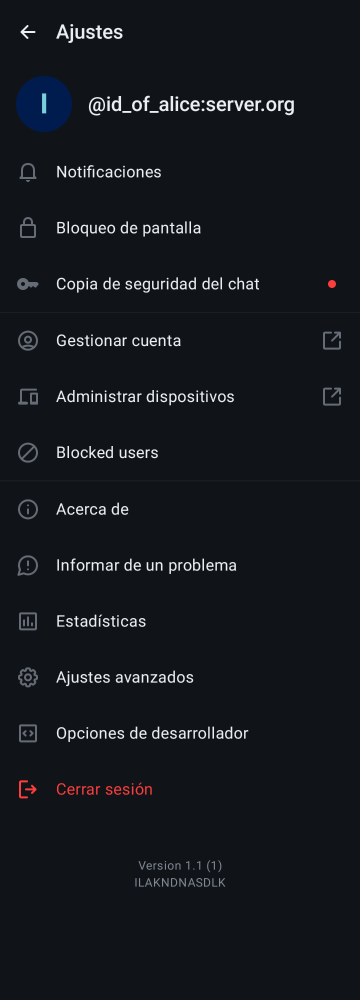 Ajustes
I
@id_of_alice:server.org
Notificaciones
Bloqueo de pantalla
Copia de seguridad del chat
Gestionar cuenta
Administrar dispositivos
Blocked users
Acerca de
Informar de un problema
Estadísticas
Ajustes avanzados
Opciones de desarrollador
Cerrar sesión
Version 1.1 (1)
ILAKNDNASDLK